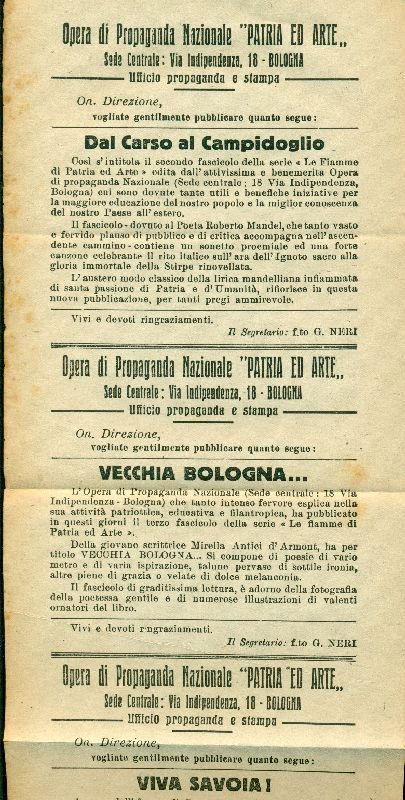 Opera di Propaganda Nazionale "PATRIA ED ARTE„
Sede Centrale: Via Indipendenza, 18 - BOLOGNA
Ufficio propaganda e stampa
On. Direzione,
vogliate gentilmente pubblicare quanto segue:
Dal Carso al Campidoglio
Così s'intitola il secondo fascicolo della serie « Le Fiamme
di Patria ed Arte » edita dall'attivissima e benemerita Opera
di propaganda Nazionale (Sede centrale: 18 Via Indipendenza,
Bologna) cui sono dovute tante utili e benefiche iniziative per
la maggiore educazione del nostro popolo e la miglior conoscenza
del nostro Paese all'estero.
Il fascicolo - dovuto al Poeta Roberto Mandel, che tanto vasto
e fervido plauso di pubblico e di critica accompagna nell'ascen-
dente cammino - contiene un sonetto proemiale ed una forte
canzone celebrante il rito italico sull'ara dell'Ignoto sacro alla
gloria immortale della Stirpe rinovellata.
L'austero modo classico della lirica mandelliana infiammata
di santa passione di Patria e d'Umanità, rifiorisce in questa
nuova pubblicazione, per tanti pregi ammirevole.
Vivi e devoti ringraziamenti.
Il Segretario: f.to G. NERI
Opera di Propaganda Nazionale "PATRIA ED ARTE„
Sede Centrale: Via Indipendenza, 18 - BOLOGNA
Ufficio propaganda e stampa
On. Direzione,
vogliate gentilmente pubblicare quanto segue:
VECCHIA BOLOGNA...
L'Opera di Propaganda Nazionale (Sede centrale: 18 Via
Indipendenza - Bologna) che tanto intenso fervore esplica nella
sua attività patriottica, educativa e filantropica, ha pubblicato
in questi giorni il terzo fascicolo della serie « Le fiamme di
Patria ed Arte ».
Della giovane scrittrice Mirella Antici d'Armont, ha per
titolo VECCHIA BOLOGNA... Si compone di poesie di vario
metro e di varia ispirazione, talune pervase di sottile ironia,
altre piene di grazia o velate di dolce melanconia.
Il fascicolo di graditissima lettura, è adorno della fotografia
della poetessa gentile e di numerose illustrazioni di valenti
ornatori del libro.
Vivi e devoti ringraziamenti.
Il Segretario: f.to G. NERI
Opera di Propaganda Nazionale "PATRIA ED ARTE„
Sede Centrale: Via Indipendenza, 18 - BOLOGNA
Ufficio propaganda e stampa
On. Direzione,
vogliate gentilmente pubblicare quanto segue:
VIVA SAVOIA!